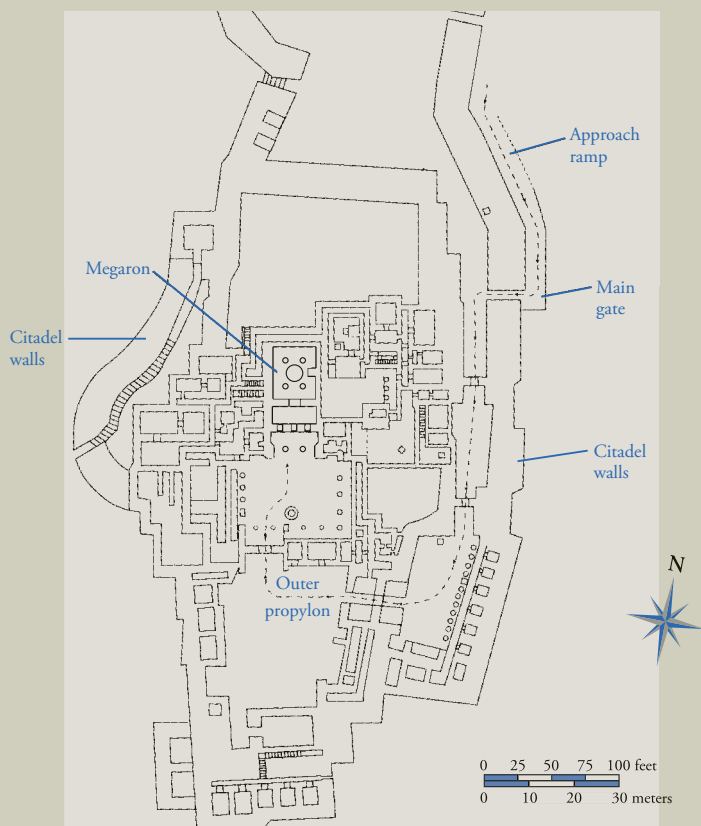 Approach
ramp
Megaron
Main
gate
Citadel
walls
Citadel
walls
Outer
propylon
N
0 25 50 75 100 feet
0 10 20 30 meters